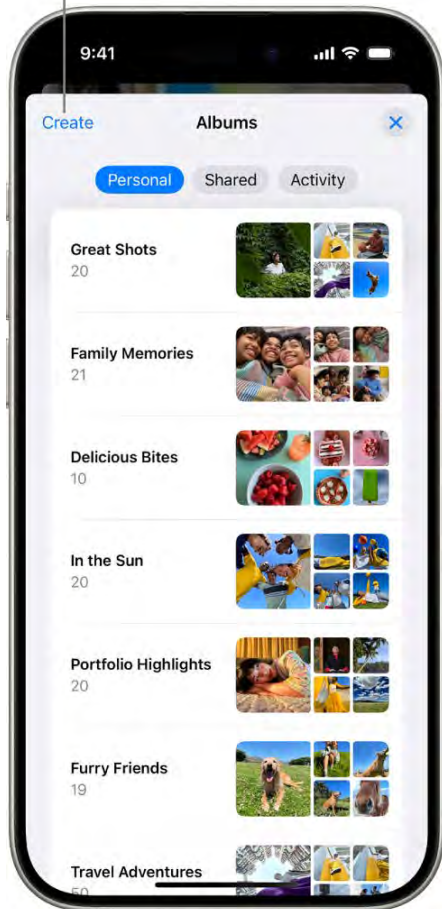 9:41
Create Albums
Personal Shared Activity
Great Shots
20
Family Memories
21
Delicious Bites
10
In the Sun
20
Portfolio Highlights
20
Furry Friends
19
Travel Adventures
50